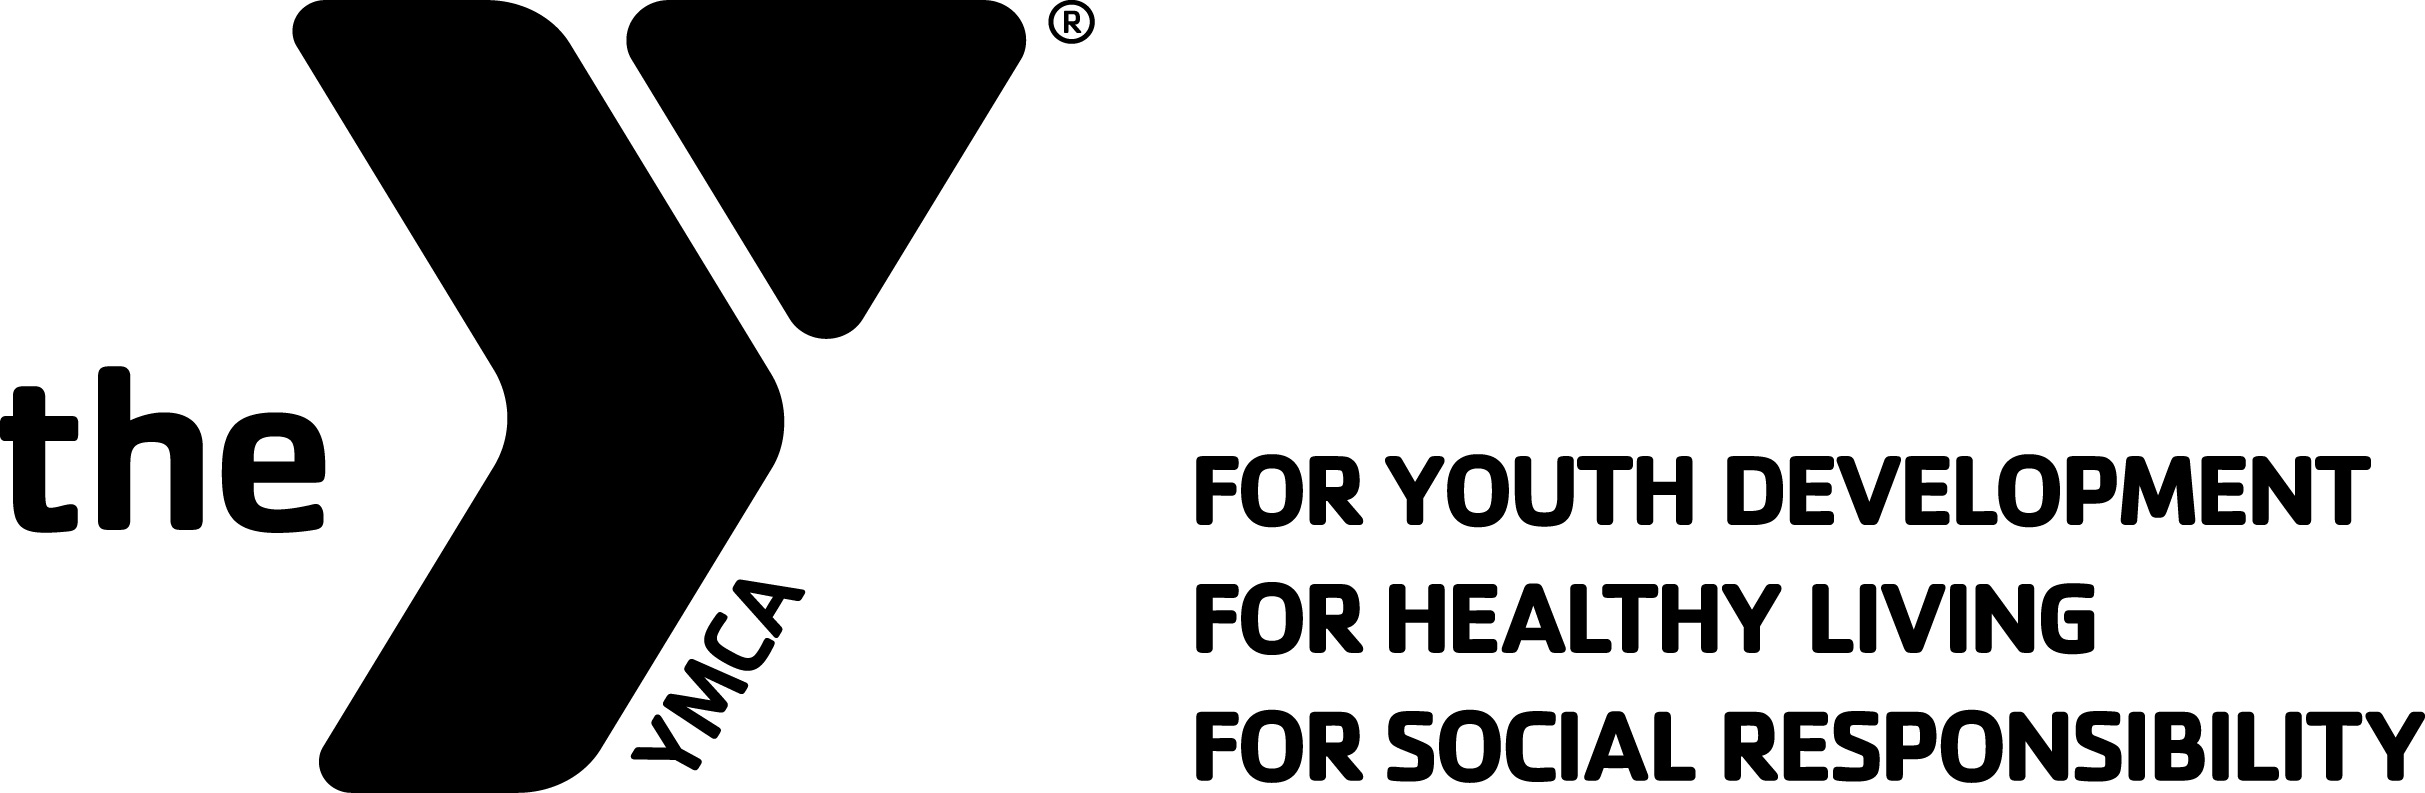 the Y®
YMCA
FOR YOUTH DEVELOPMENT
FOR HEALTHY LIVING
FOR SOCIAL RESPONSIBILITY